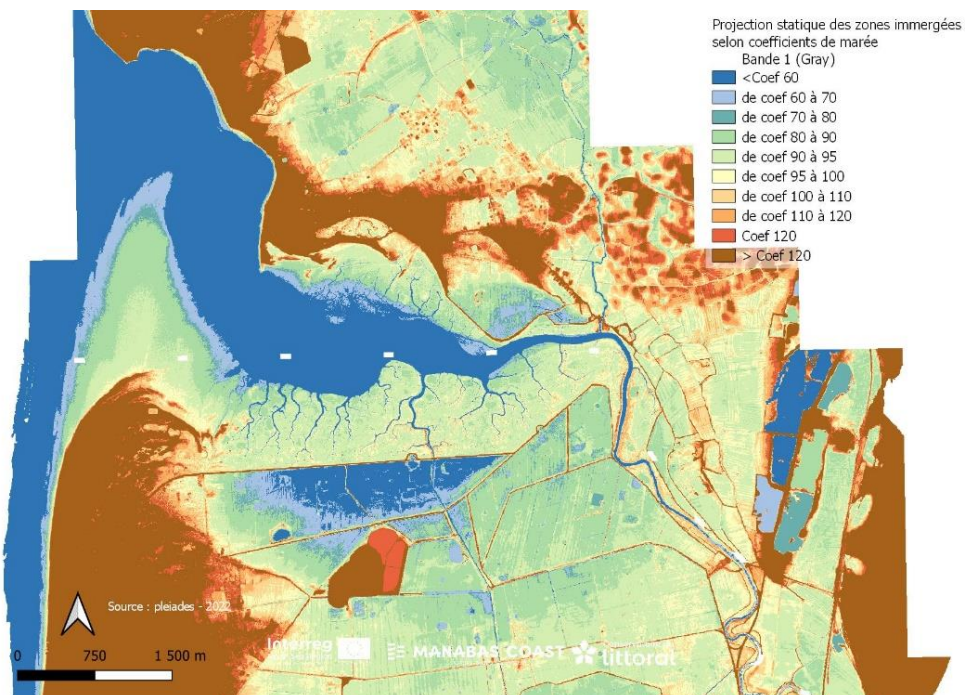 Projection statique des zones immergées
selon coefficients de marée
Bande 1 (Gray)
<Coef 60
de coef 60 à 70
de coef 70 à 80
de coef 80 à 90
de coef 90 à 95
de coef 95 à 100
de coef 100 à 110
de coef 110 à 120
Coef 120
> Coef 120
Source : pleiades - 2022
0 750 1 500 m
Interreg
MANABAS COAST
littoral